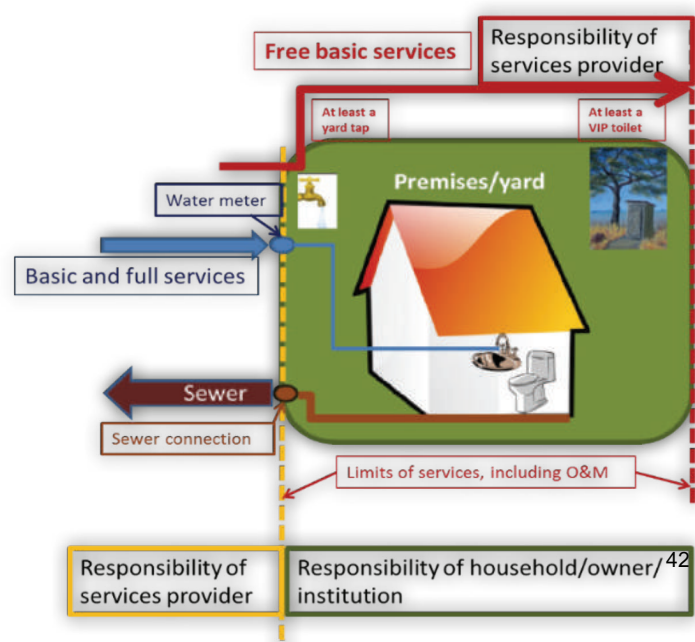 Free basic services
Responsibility of
services provider
At least a
yard tap
At least a
VIP toilet
Premises/yard
Water meter
Basic and full services
Sewer
Sewer connection
Limits of services, including O&M
Responsibility of
services provider
Responsibility of household/owner/
institution
42